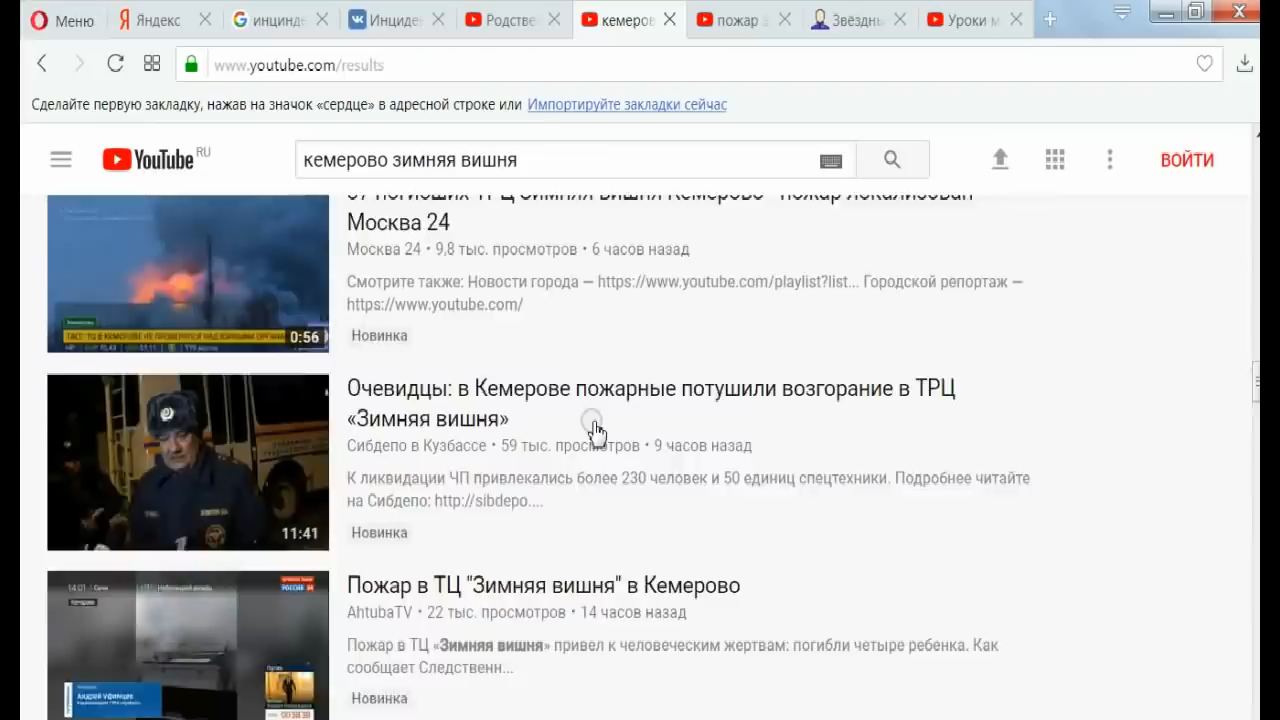 Меню
Яндекс
инцинде
Инциде
Родстве
кемеров
пожар
Звёздны
Уроки м
www.youtube.com/results
Сделайте первую закладку, нажав на значок «сердце» в адресной строке или Импортируйте закладки сейчас
YouTube RU
кемерово зимняя вишня
ВОЙТИ
Москва 24
Москва 24 • 9,8 тыс. просмотров • 6 часов назад
Смотрите также: Новости города — https://www.youtube.com/playlist?list... Городской репортаж —
https://www.youtube.com/
Новинка
0:56
Очевидцы: в Кемерове пожарные потушили возгорание в ТРЦ
«Зимняя вишня»
Сибдепо в Кузбассе • 59 тыс. просмотров • 9 часов назад
К ликвидации ЧП привлекались более 230 человек и 50 единиц спецтехники. Подробнее читайте
на Сибдепо: http://sibdepo....
Новинка
11:41
Пожар в ТЦ "Зимняя вишня" в Кемерово
AhtubaTV • 22 тыс. просмотров • 14 часов назад
Пожар в ТЦ «Зимняя вишня» привел к человеческим жертвам: погибли четыре ребенка. Как
сообщает Следственн...
Новинка
14:01 Сочи
РОССИЯ 24